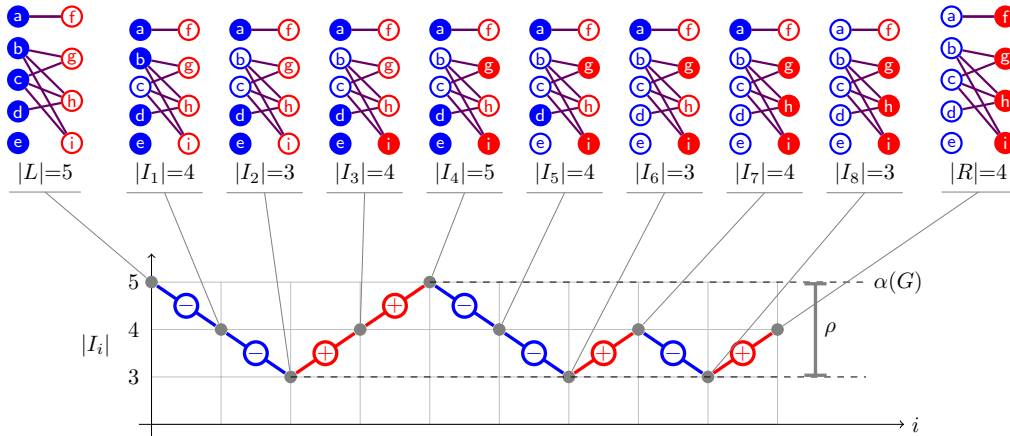 a f a f a f a f a f a f a f a f a f a f
b g b g b g b g b g b g b g b g b g b g
c h c h c h c h c h c h c h c h c h c h
d i d i d i d i d i d i d i d i d i d i
e e e e e e e e e e
|L|=5 |I₁|=4 |I₂|=3 |I₃|=4 |I₄|=5 |I₅|=4 |I₆|=3 |I₇|=4 |I₈|=3 |R|=4
5 − + − α(G)
4 − + − + − + ρ
|Iᵢ|
3
i